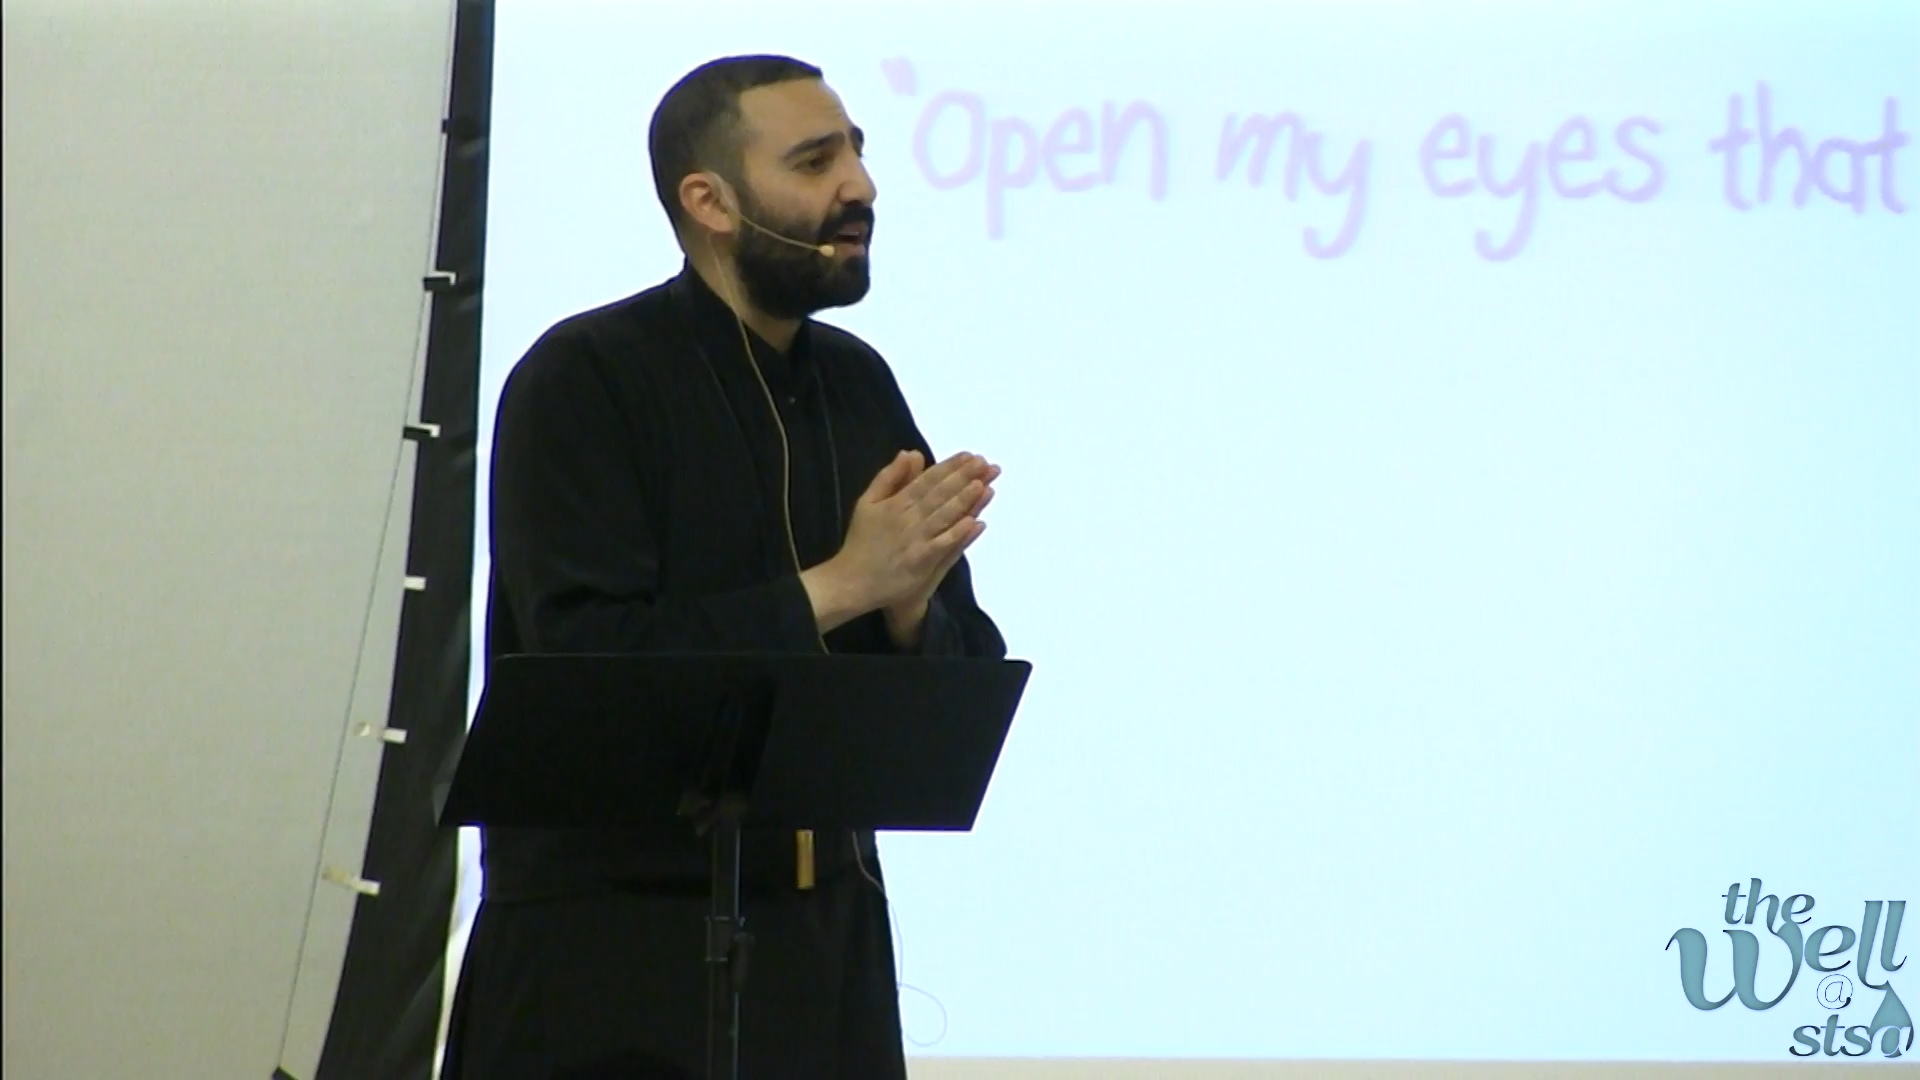 “Open my eyes that
the
Well
@
stsa